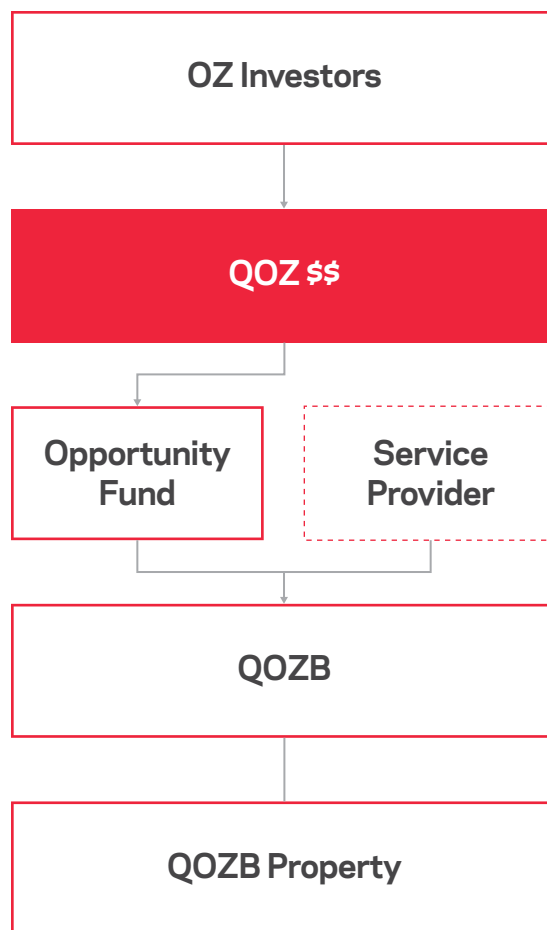 OZ Investors
QOZ $$
Opportunity
Fund
Service
Provider
QOZB
QOZB Property